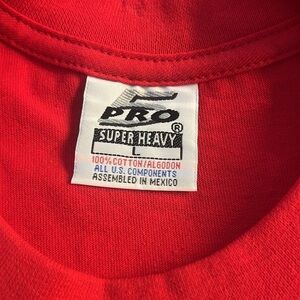 PRO®
SUPER HEAVY
L
100% COTTON/ALGODON
ALL U.S. COMPONENTS
ASSEMBLED IN MEXICO